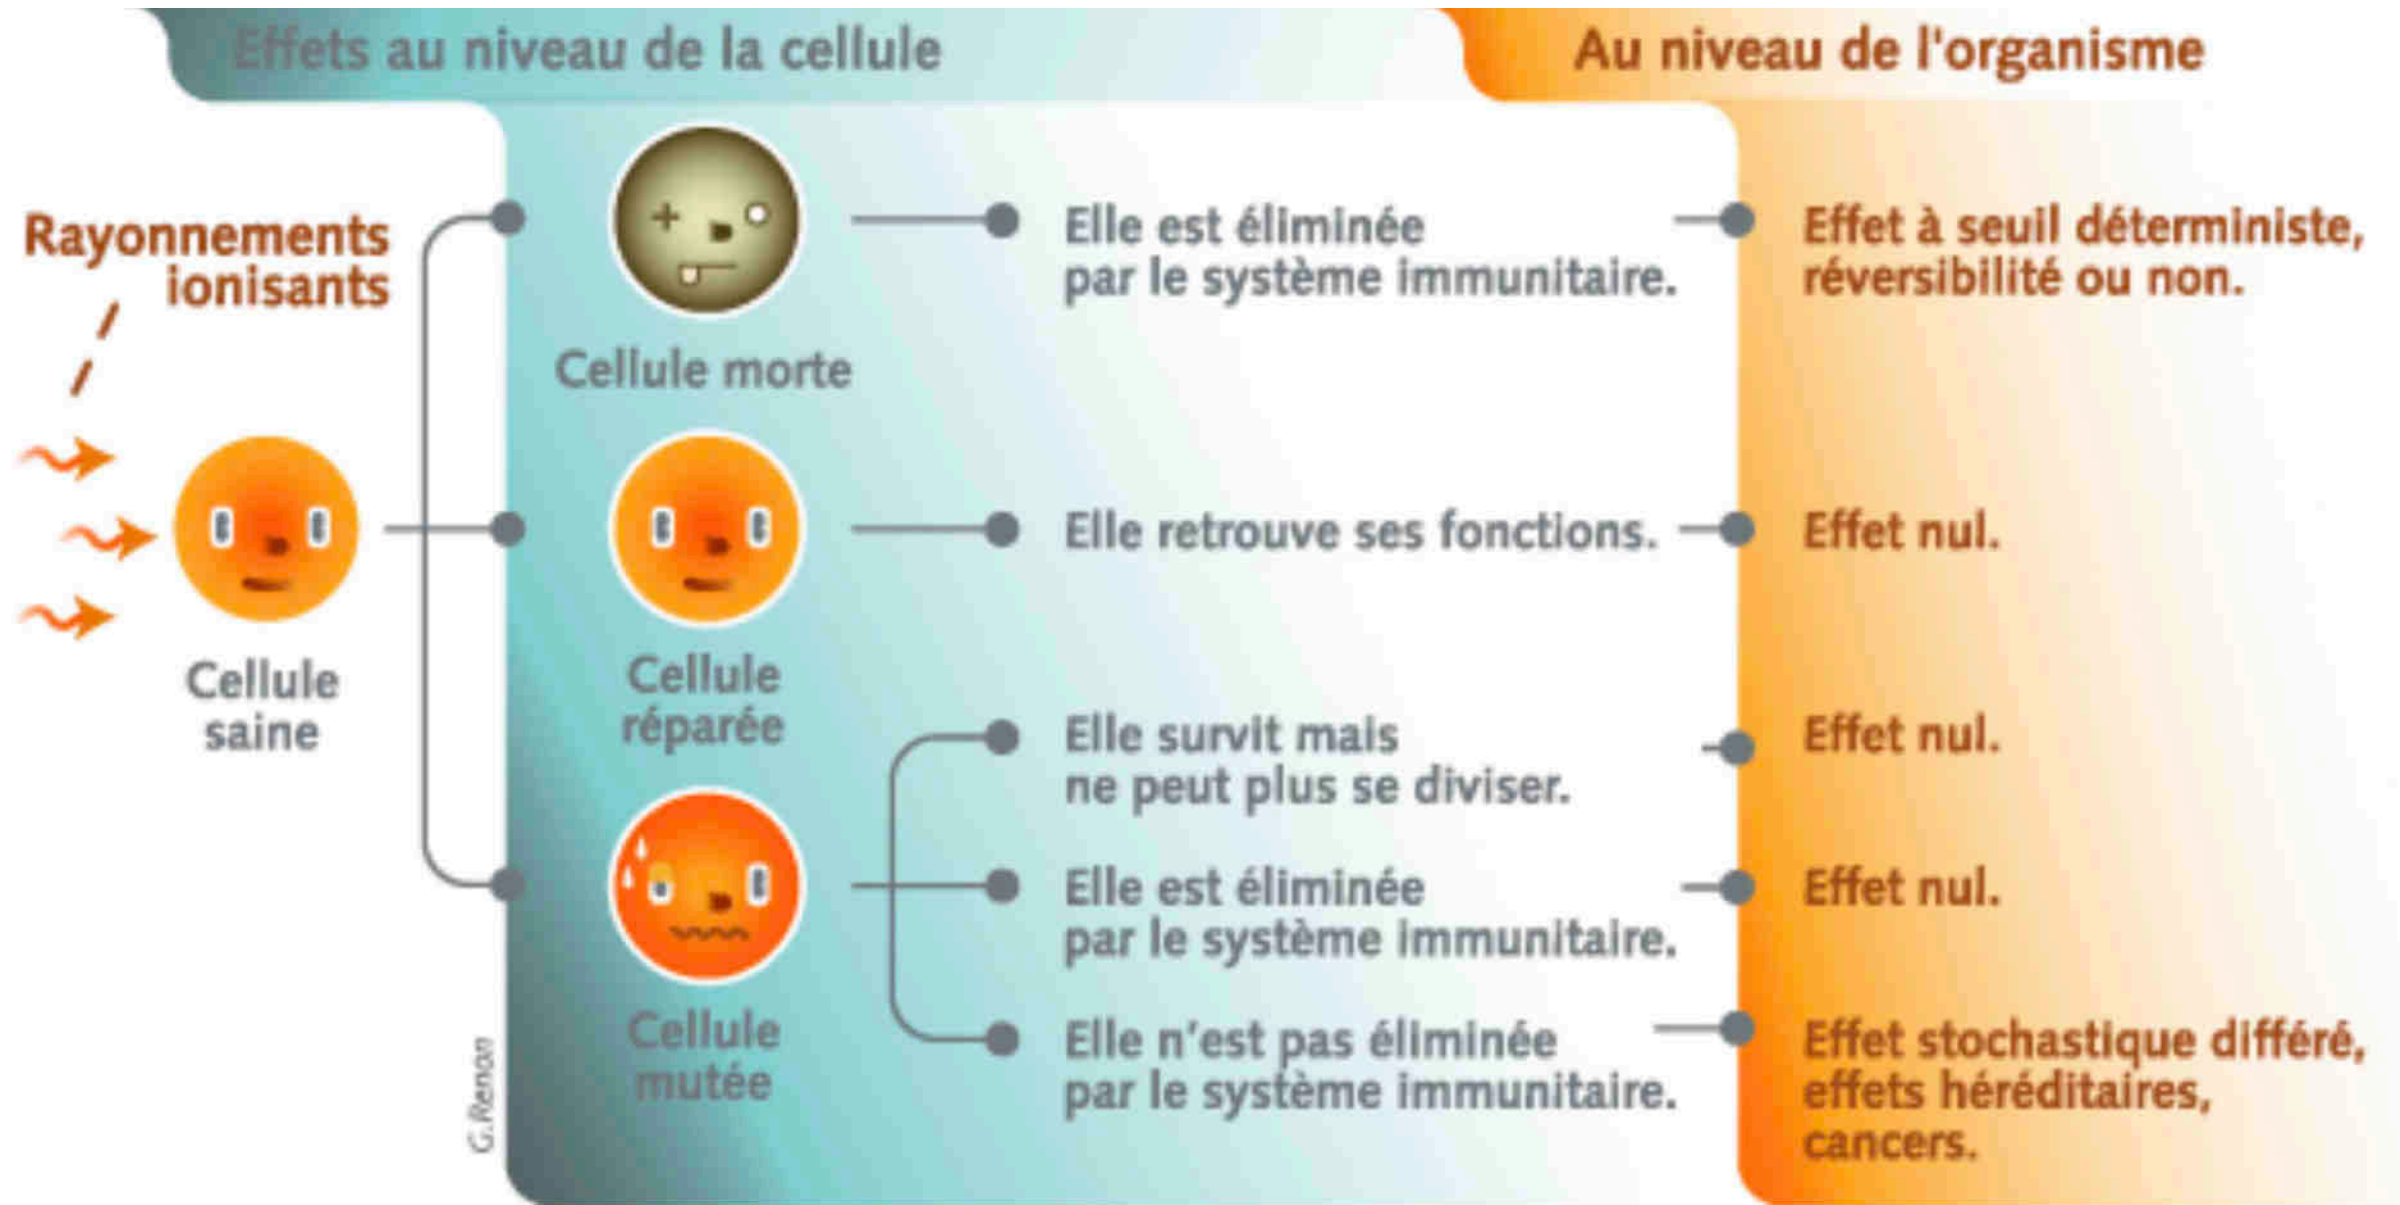 Effets au niveau de la cellule
Au niveau de l'organisme
Rayonnements
ionisants
Cellule
saine
Cellule morte
Elle est éliminée
par le système immunitaire.
Effet à seuil déterministe,
réversibilité ou non.
Cellule
réparée
Elle retrouve ses fonctions.
Effet nul.
Cellule
mutée
Elle survit mais
ne peut plus se diviser.
Effet nul.
Elle est éliminée
par le système immunitaire.
Effet nul.
Elle n'est pas éliminée
par le système immunitaire.
Effet stochastique différé,
effets héréditaires,
cancers.
G.Renon